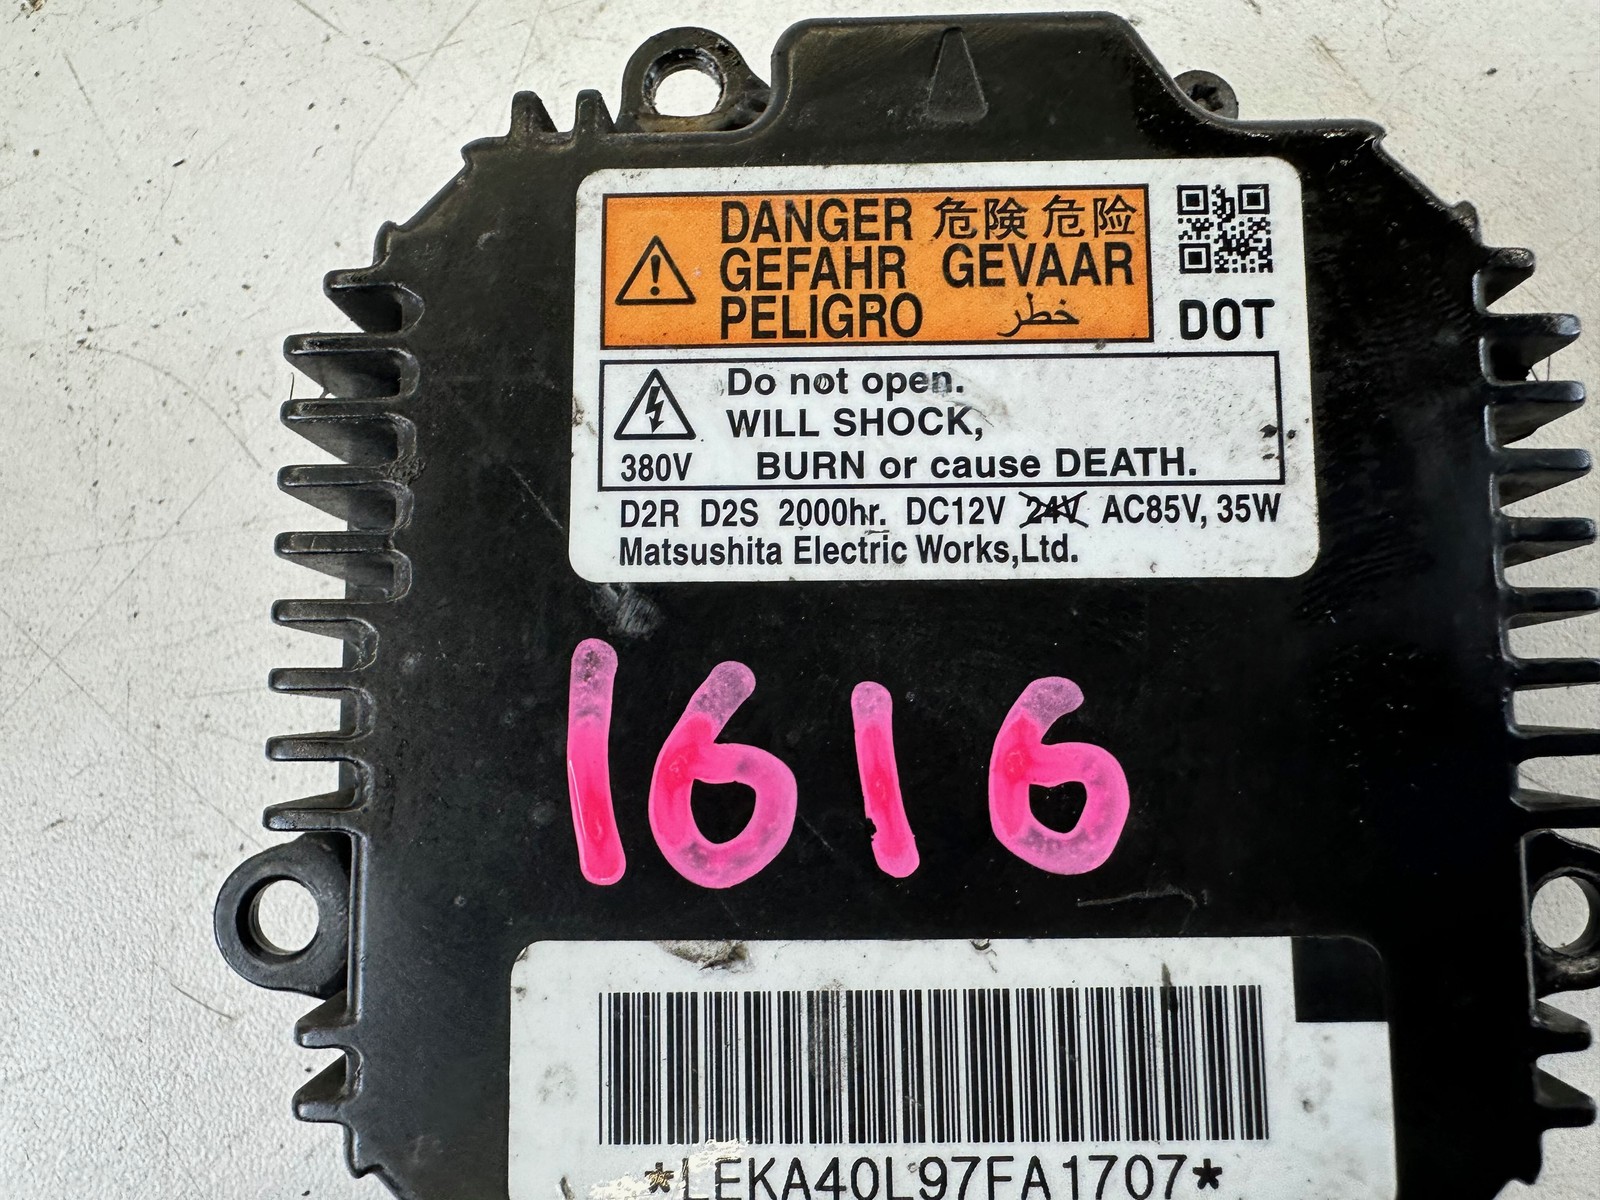 DANGER 危険 危险
GEFAHR GEVAAR
PELIGRO خطر
DOT
Do not open.
WILL SHOCK,
380V BURN or cause DEATH.
D2R D2S 2000hr. DC12V 24V AC85V, 35W
Matsushita Electric Works,Ltd.
1616
*LEKA40L97FA1707*